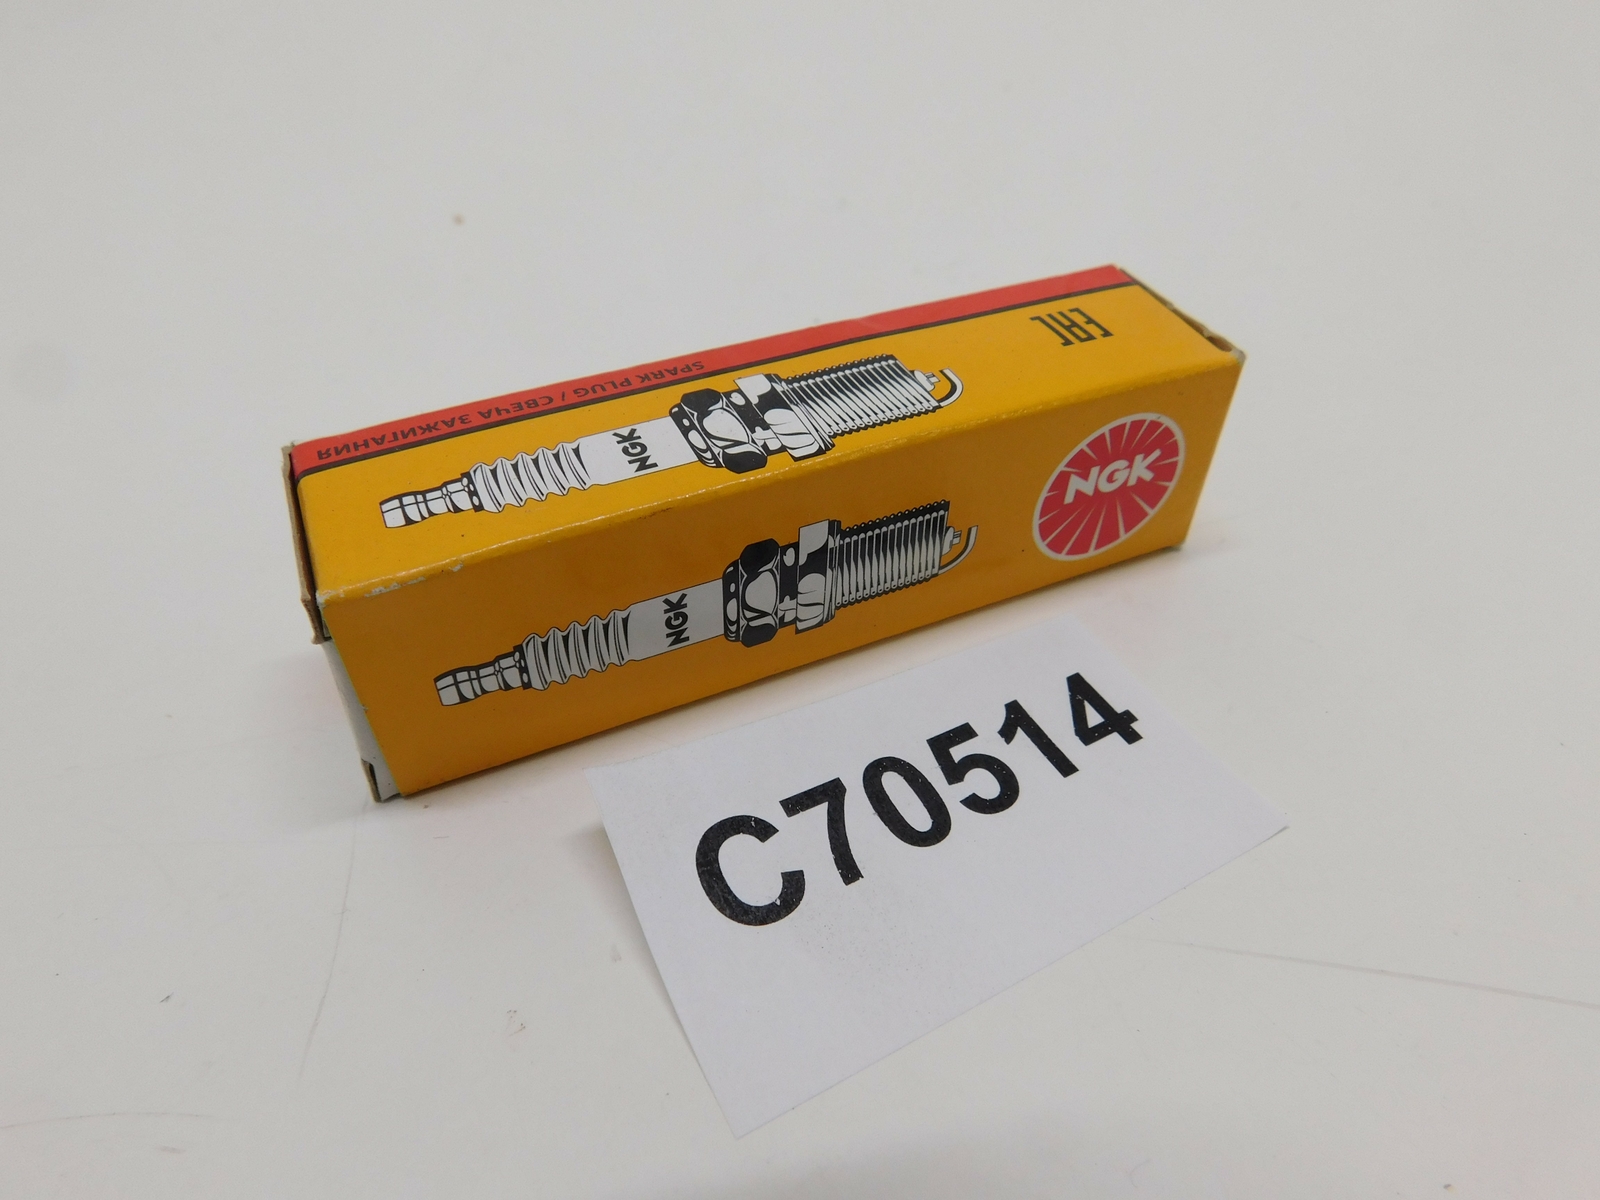 SPARK PLUG / СВЕЧА ЗАЖИГАНИЯ
EAC
NGK
NGK
NGK
C70514